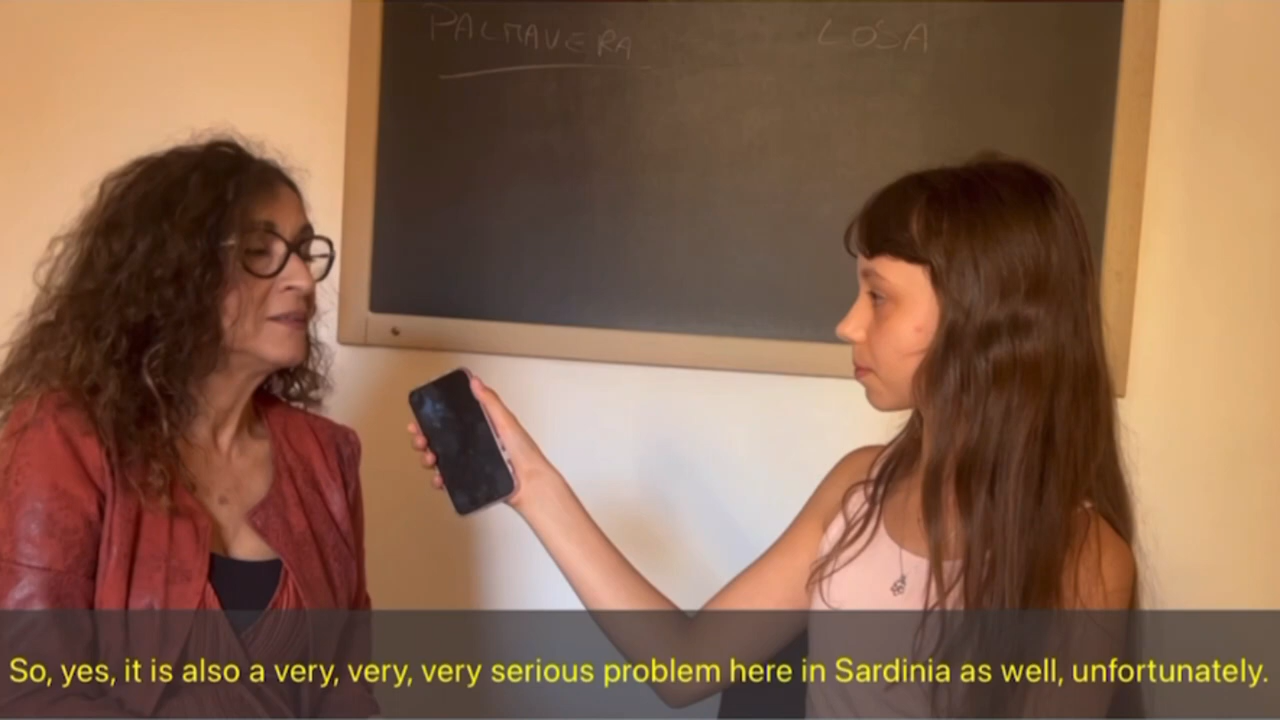 PALMAVERA
LOSA
So, yes, it is also a very, very, very serious problem here in Sardinia as well, unfortunately.